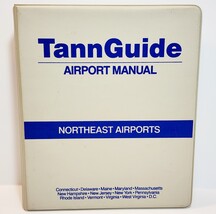 TannGuide
AIRPORT MANUAL
NORTHEAST AIRPORTS
Connecticut • Delaware • Maine • Maryland • Massachusetts
New Hampshire • New Jersey • New York • Pennsylvania
Rhode Island • Vermont • Virginia • West Virginia • D.C.